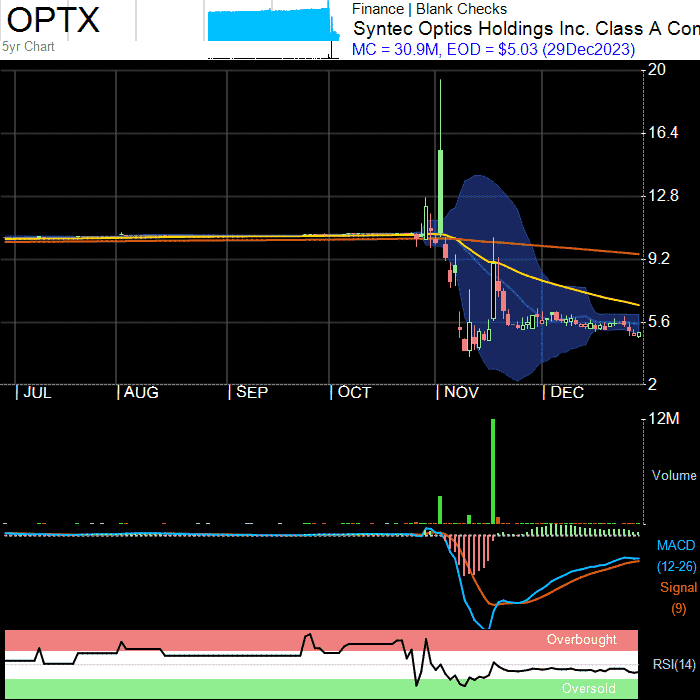 OPTX
5yr Chart
Finance | Blank Checks
Syntec Optics Holdings Inc. Class A Con
MC = 30.9M, EOD = $5.03 (29Dec2023)
20
16.4
12.8
9.2
5.6
2
JUL AUG SEP OCT NOV DEC
12M
Volume
MACD
(12-26)
Signal
(9)
Overbought
RSI(14)
Oversold